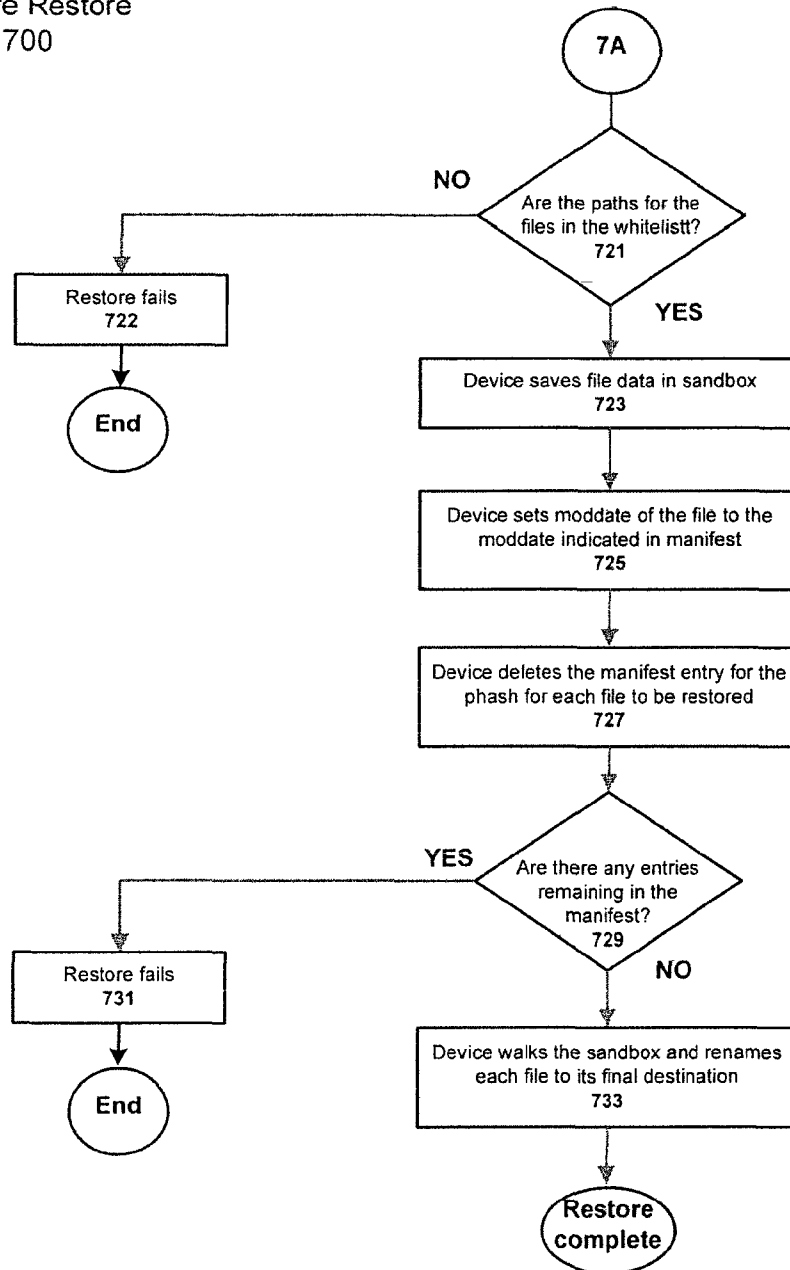 Restore
700
7A
NO
Are the paths for the
files in the whitelistt?
721
YES
Restore fails
722
End
Device saves file data in sandbox
723
Device sets moddate of the file to the
moddate indicated in manifest
725
Device deletes the manifest entry for the
phash for each file to be restored
727
YES
Are there any entries
remaining in the
manifest?
729
NO
Restore fails
731
End
Device walks the sandbox and renames
each file to its final destination
733
Restore
complete